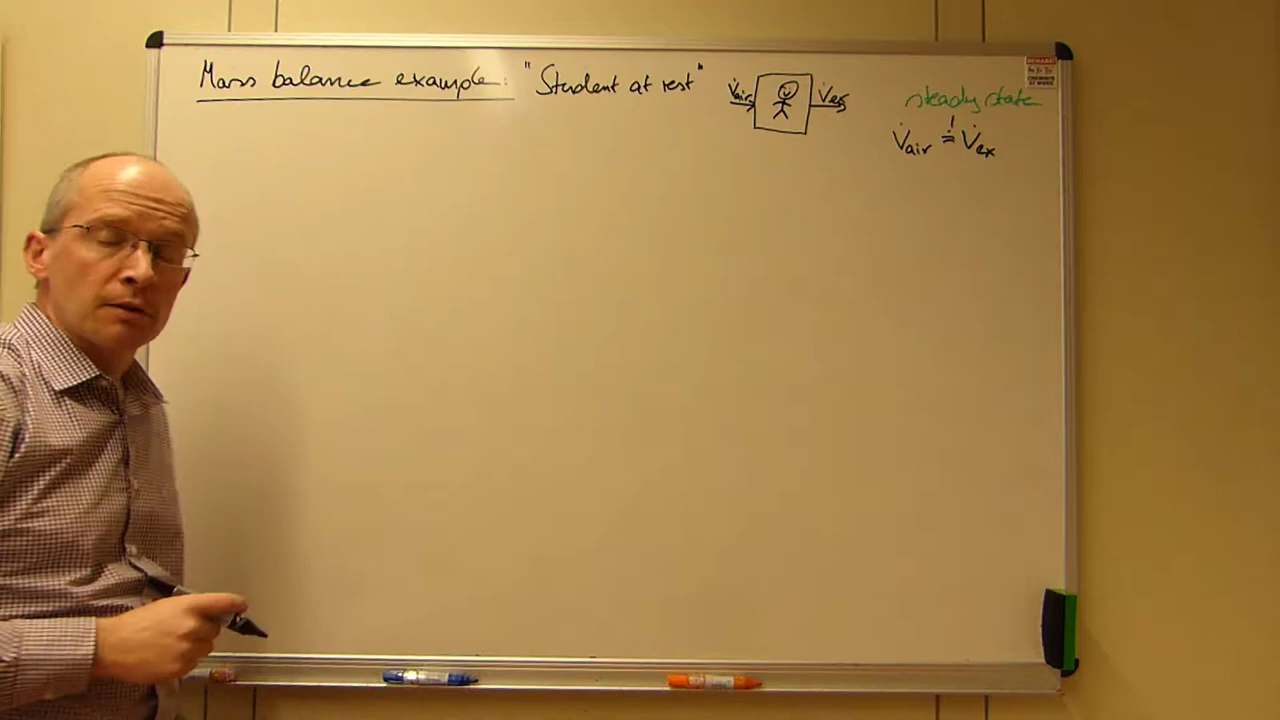 Mass balance example: "Student at rest"
V̇air
V̇ex
steady state
!
V̇air = V̇ex